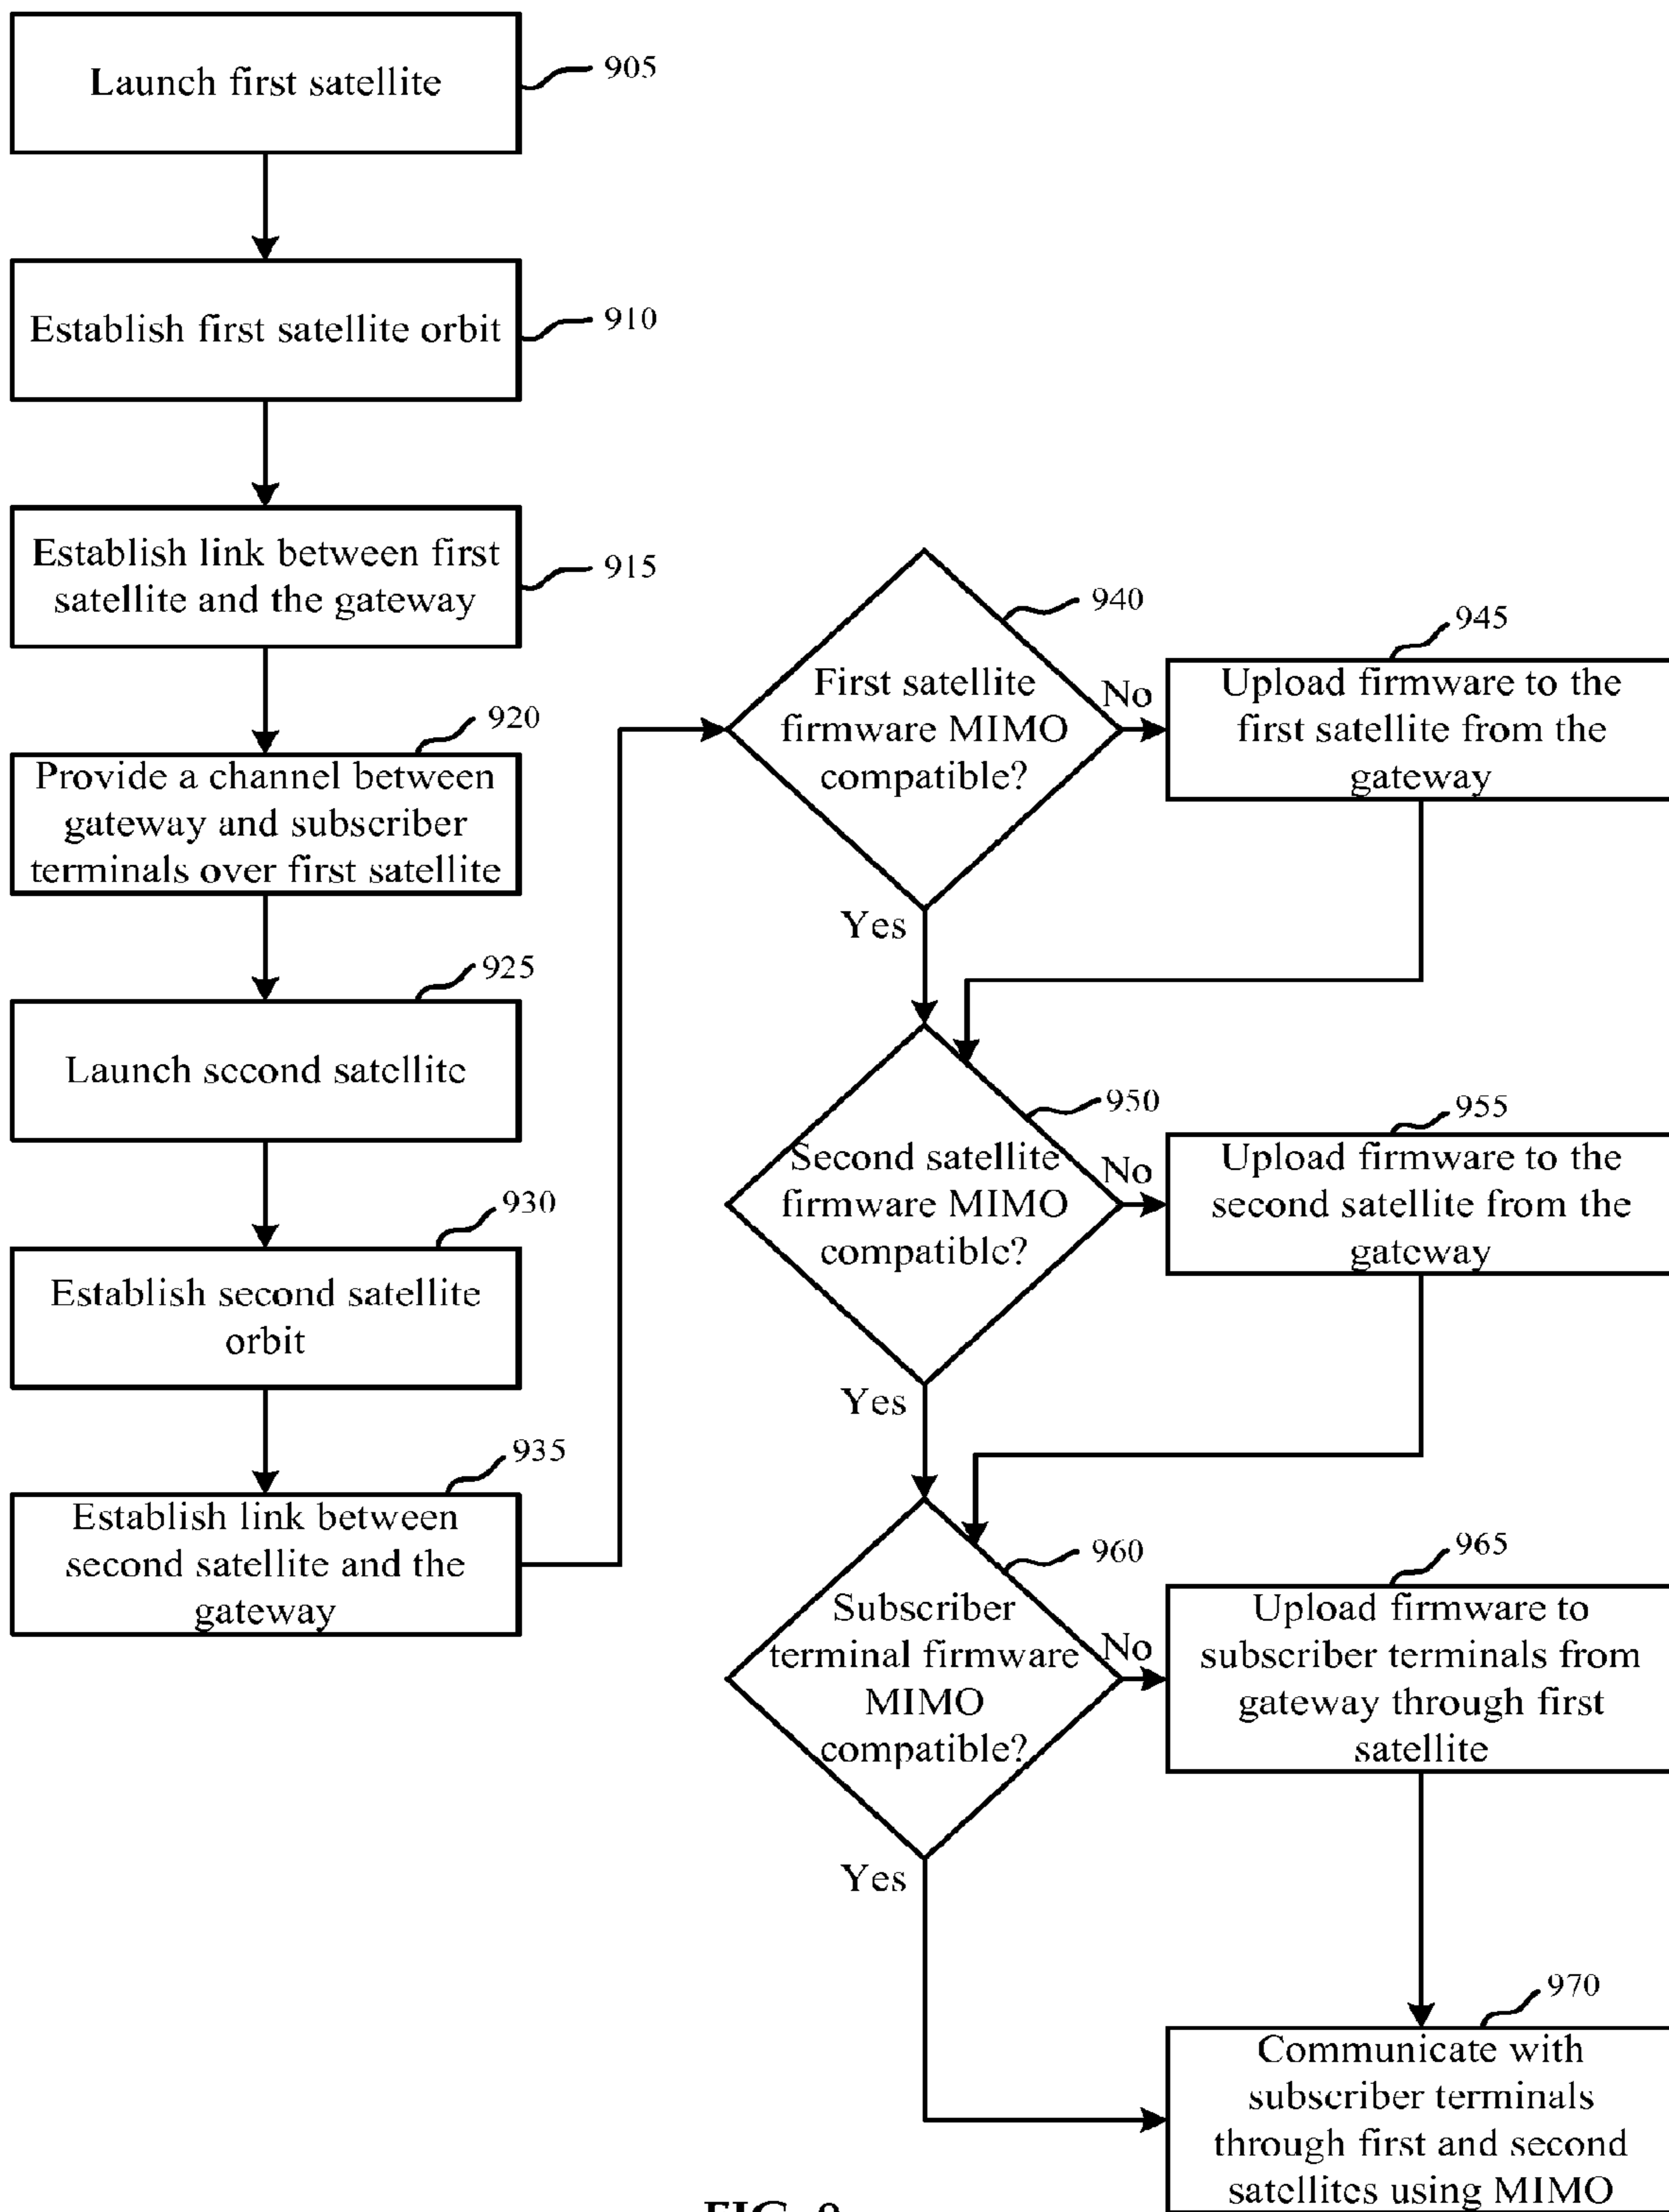 Launch first satellite
905
Establish first satellite orbit
910
Establish link between first
satellite and the gateway
915
920
Provide a channel between
gateway and subscriber
terminals over first satellite
925
Launch second satellite
930
Establish second satellite
orbit
935
Establish link between
second satellite and the
gateway
940
First satellite
firmware MIMO
compatible?
No
Yes
945
Upload firmware to the
first satellite from the
gateway
950
Second satellite
firmware MIMO
compatible?
No
Yes
955
Upload firmware to the
second satellite from the
gateway
960
Subscriber
terminal firmware
MIMO
compatible?
No
Yes
965
Upload firmware to
subscriber terminals from
gateway through first
satellite
970
Communicate with
subscriber terminals
through first and second
satellites using MIMO